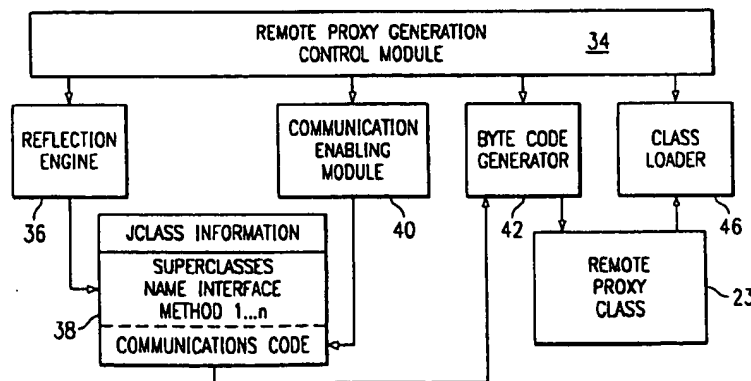 REMOTE PROXY GENERATION
CONTROL MODULE
34
REFLECTION
ENGINE
COMMUNICATION
ENABLING
MODULE
BYTE CODE
GENERATOR
CLASS
LOADER
36
40
42
46
JCLASS INFORMATION
SUPERCLASSES
NAME INTERFACE
METHOD 1...n
38
COMMUNICATIONS CODE
REMOTE
PROXY
CLASS
23